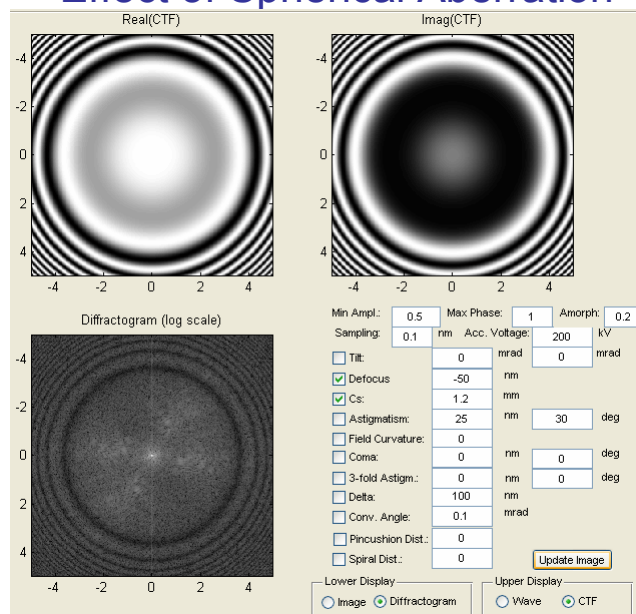 Effect of Spherical Aberration
Real(CTF)
Imag(CTF)
-4
-2
0
2
4
-4 -2 0 2 4
-4
-2
0
2
4
-4 -2 0 2 4
Diffractogram (log scale)
-4
-2
0
2
4
-4 -2 0 2 4
Min Ampl.: 0.5 Max Phase: 1 Amorph: 0.2
Sampling: 0.1 nm Acc. Voltage: 200 kV
Tilt: 0 mrad 0 mrad
Defocus -50 nm
Cs: 1.2 mm
Astigmatism: 25 nm 30 deg
Field Curvature: 0
Coma: 0 nm 0 deg
3-fold Astigm.: 0 nm 0 deg
Delta: 100 nm
Conv. Angle: 0.1 mrad
Pincushion Dist.: 0
Spiral Dist.: 0
Update Image
Lower Display
Image Diffractogram
Upper Display
Wave CTF